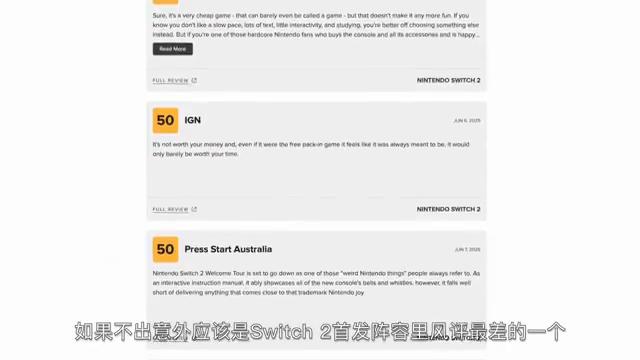 Sure, it's a very cheap game - that can barely even be called a game - but that doesn't make it any more fun. If you
know you don't like a slow pace, lots of text, little interactivity, and studying, you're better off choosing something else
instead. But if you're one of those hardcore Nintendo fans who buys the console and all its accessories and is happy...
Read More
FULL REVIEW
NINTENDO SWITCH 2
50 IGN
JUN 6, 2025
It's not worth your money and, even if it were the free pack-in game it feels like it was always meant to be, it would
only barely be worth your time.
FULL REVIEW
NINTENDO SWITCH 2
50 Press Start Australia
JUN 7, 2025
Nintendo Switch 2 Welcome Tour is set to go down as one of those "weird Nintendo things" people always refer to. As
an interactive instruction manual, it ably showcases all of the new console's bells and whistles. however, it falls well
short of delivering anything that comes close to that trademark Nintendo joy
如果不出意外应该是Switch 2首发阵容里风评最差的一个